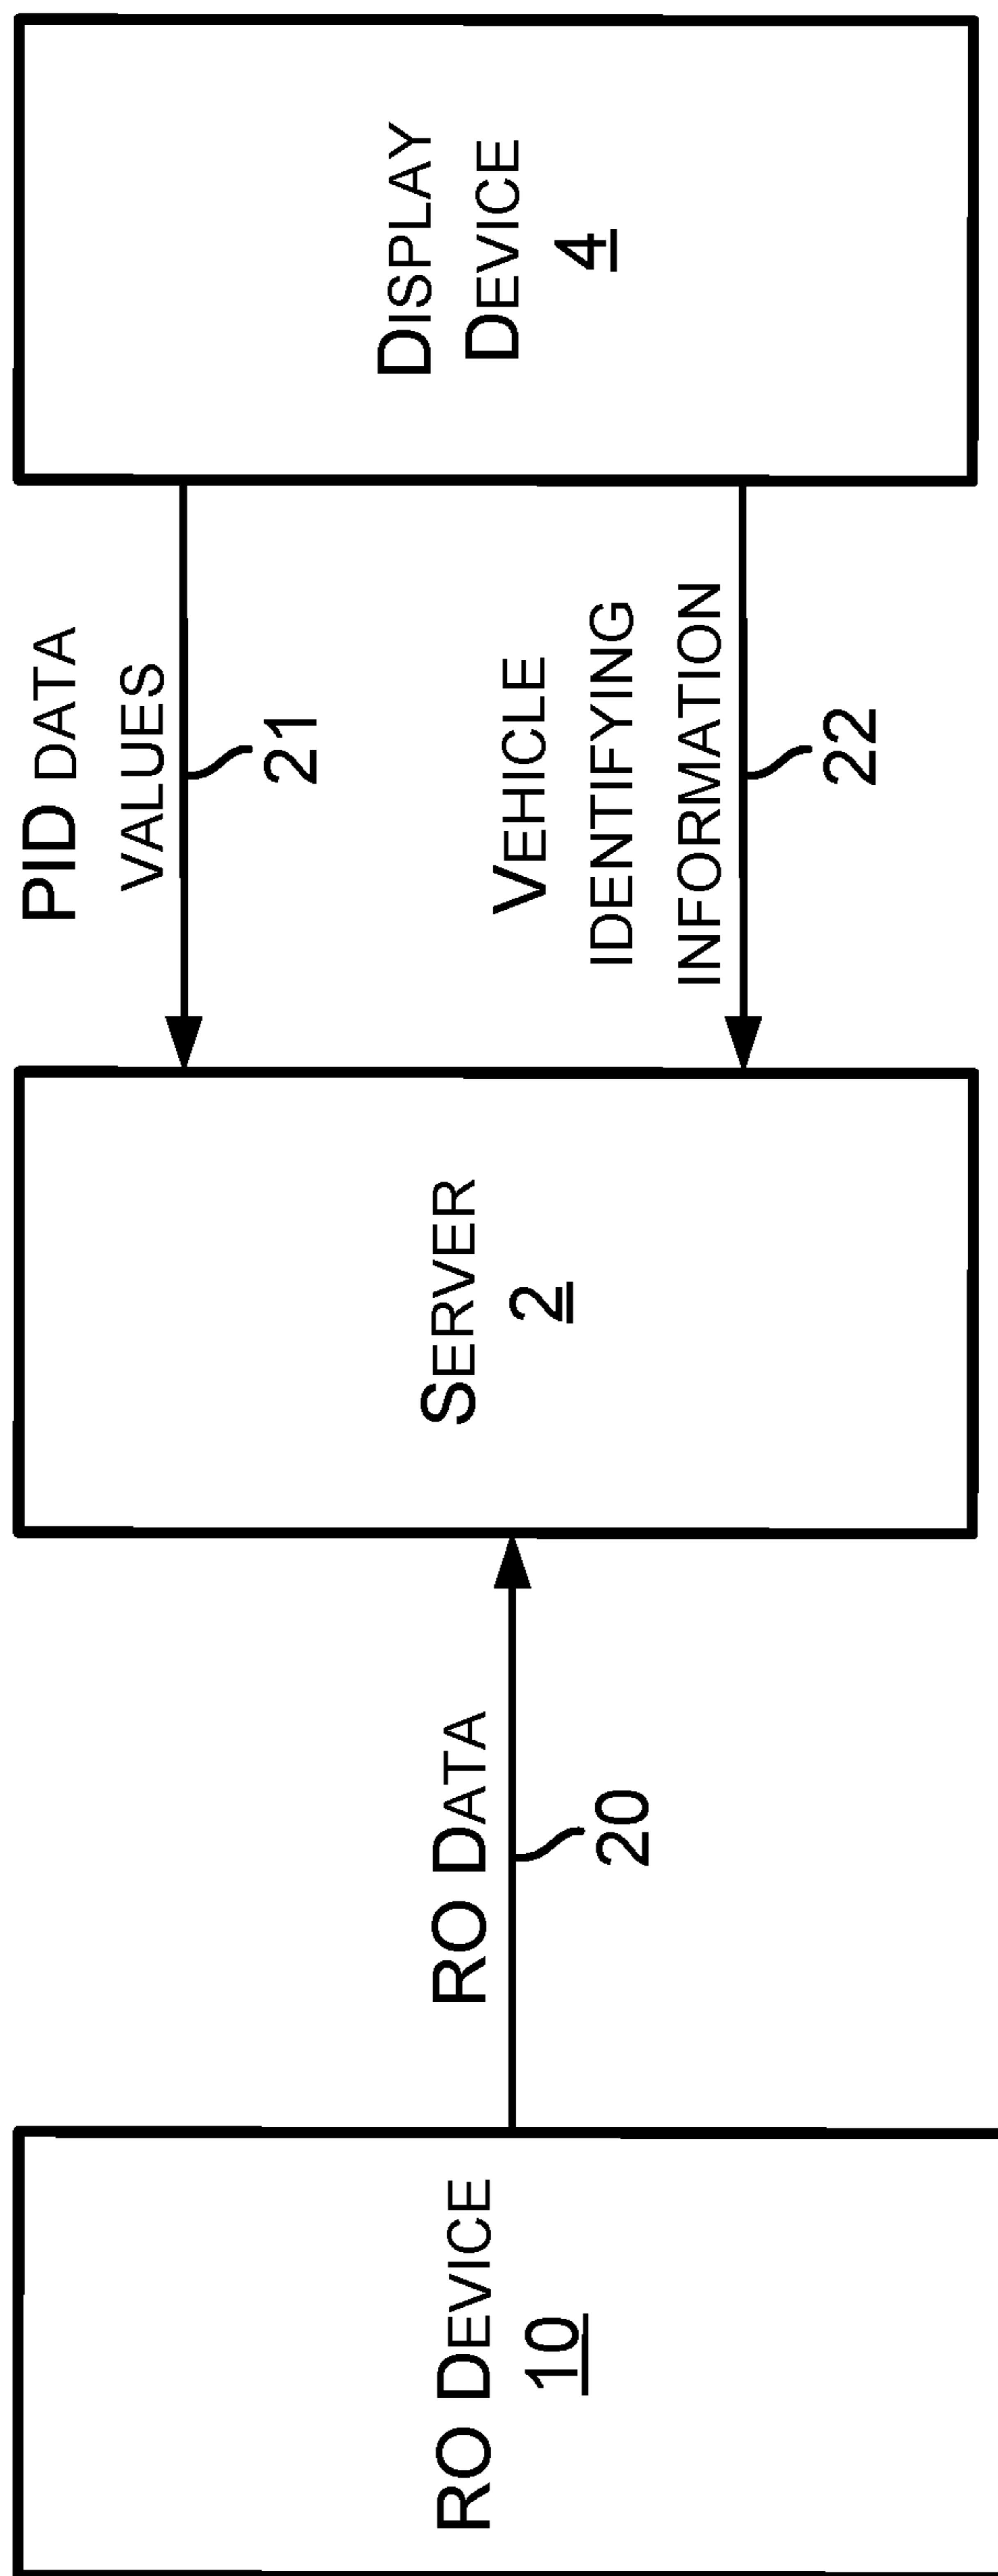 RO DEVICE
10
RO DATA
20
SERVER
2
PID DATA
VALUES
21
VEHICLE
IDENTIFYING
INFORMATION
22
DISPLAY
DEVICE
4